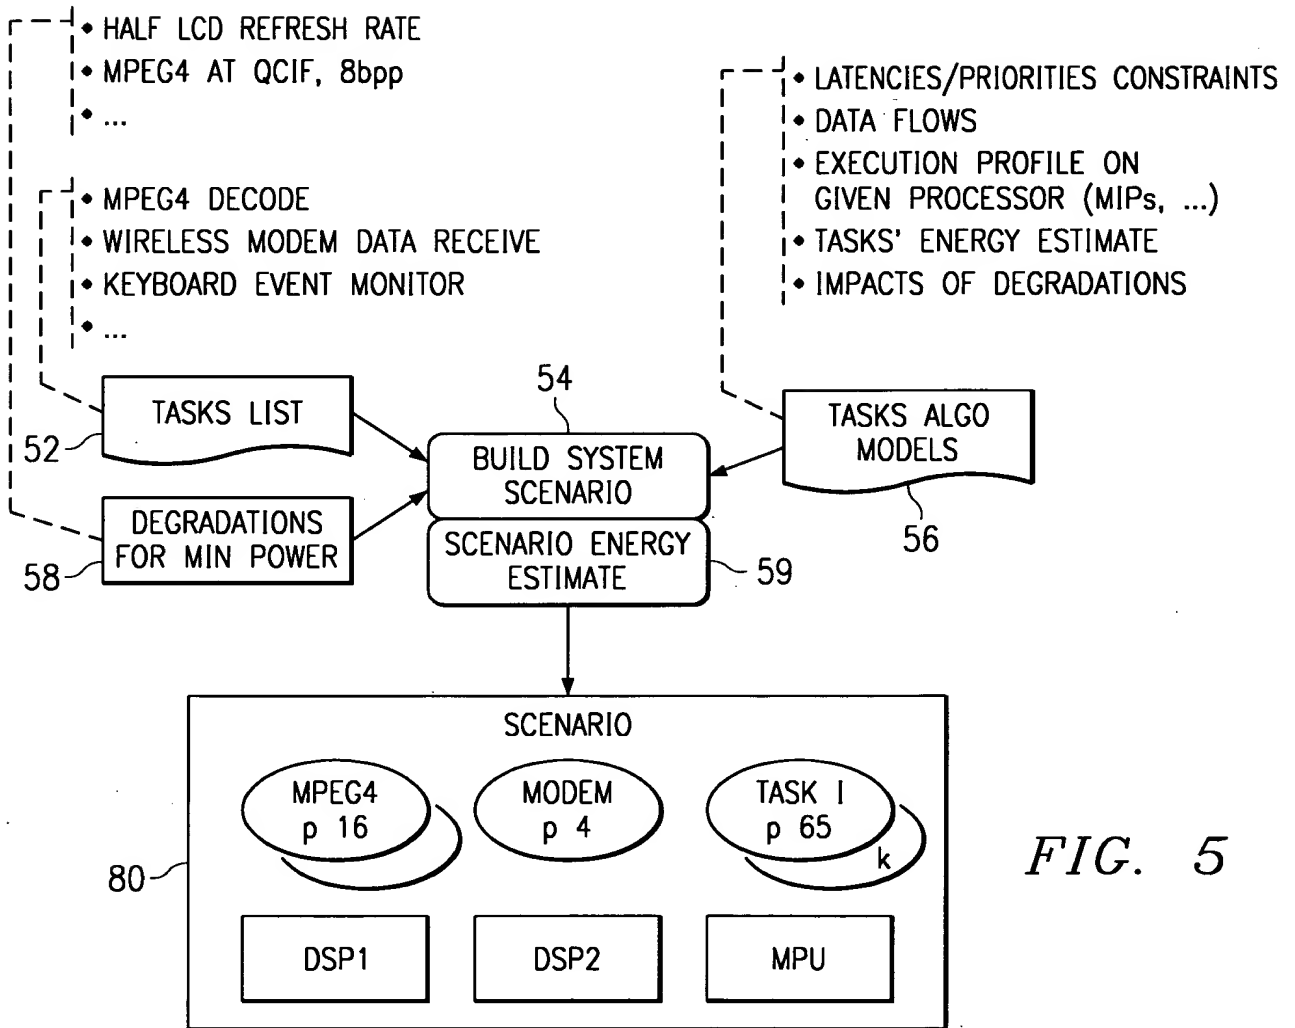 • HALF LCD REFRESH RATE
• MPEG4 AT QCIF, 8bpp
• ...
• MPEG4 DECODE
• WIRELESS MODEM DATA RECEIVE
• KEYBOARD EVENT MONITOR
• ...
• LATENCIES/PRIORITIES CONSTRAINTS
• DATA FLOWS
• EXECUTION PROFILE ON
GIVEN PROCESSOR (MIPs, ...)
• TASKS' ENERGY ESTIMATE
• IMPACTS OF DEGRADATIONS
TASKS LIST
52
DEGRADATIONS
FOR MIN POWER
58
54
BUILD SYSTEM
SCENARIO
SCENARIO ENERGY
ESTIMATE
59
TASKS ALGO
MODELS
56
SCENARIO
MPEG4
p 16
MODEM
p 4
TASK I
p 65
k
80
DSP1
DSP2
MPU
FIG. 5